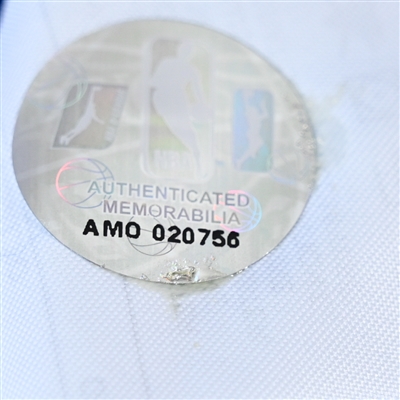 NBA
AUTHENTICATED
MEMORABILIA
AMO 020756